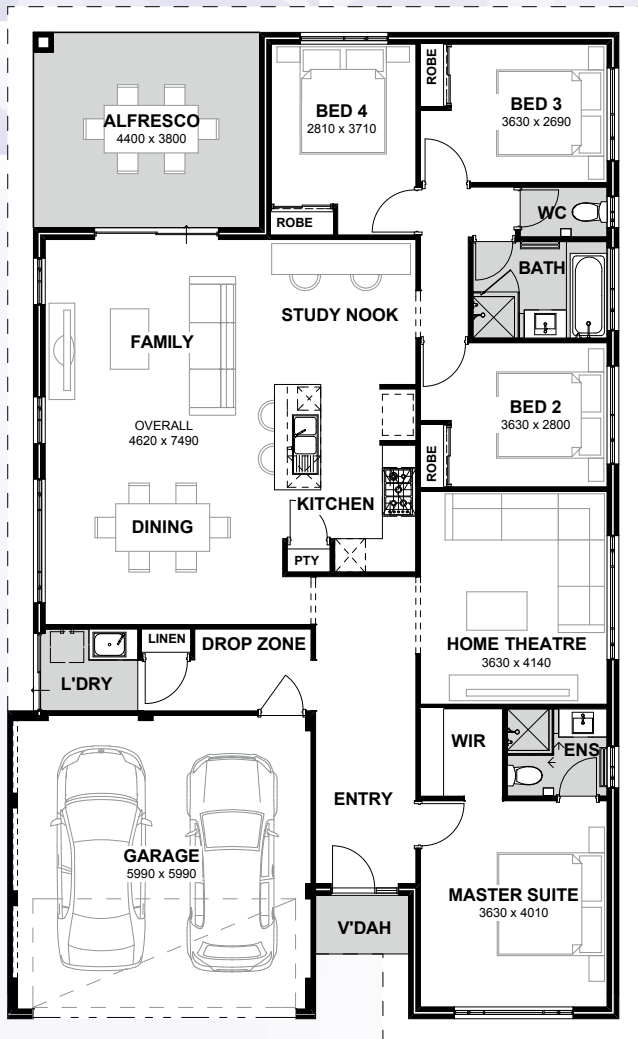 ALFRESCO
4400 x 3800
BED 4
2810 x 3710
ROBE
BED 3
3630 x 2690
ROBE
WC
BATH
STUDY NOOK
FAMILY
BED 2
3630 x 2800
OVERALL
4620 x 7490
ROBE
KITCHEN
DINING
PTY
LINEN
DROP ZONE
HOME THEATRE
3630 x 4140
L'DRY
WIR
ENS
ENTRY
GARAGE
5990 x 5990
MASTER SUITE
3630 x 4010
V'DAH